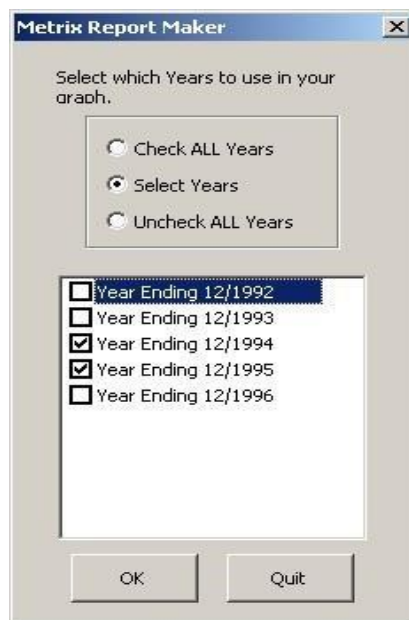 Metrix Report Maker
Select which Years to use in your
graph.
Check ALL Years
Select Years
Uncheck ALL Years
Year Ending 12/1992
Year Ending 12/1993
Year Ending 12/1994
Year Ending 12/1995
Year Ending 12/1996
OK Quit